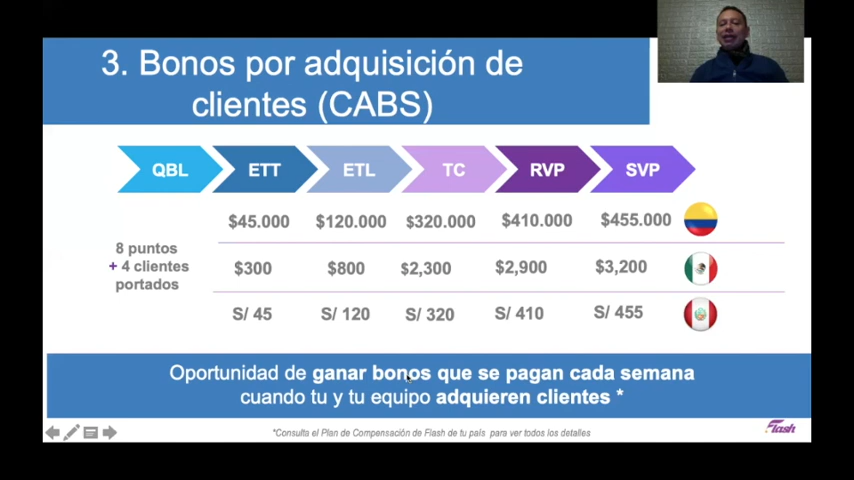 3. Bonos por adquisición de
clientes (CABS)
QBL ETT ETL TC RVP SVP
$45.000 $120.000 $320.000 $410.000 $455.000
8 puntos
+ 4 clientes
portados
$300 $800 $2,300 $2,900 $3,200
S/ 45 S/ 120 S/ 320 S/ 410 S/ 455
Oportunidad de ganar bonos que se pagan cada semana
cuando tu y tu equipo adquieren clientes *
*Consulta el Plan de Compensación de Flash de tu país para ver todos los detalles
Flash